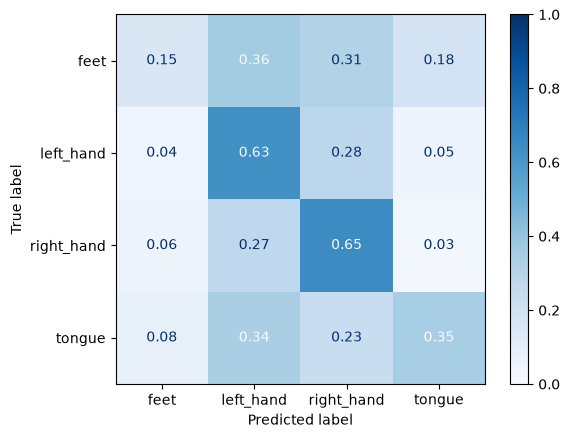 1.0
feet 0.15 0.36 0.31 0.18
0.8
left_hand 0.04 0.63 0.28 0.05
0.6
True label
right_hand 0.06 0.27 0.65 0.03
0.4
0.2
tongue 0.08 0.34 0.23 0.35
0.0
feet left_hand right_hand tongue
Predicted label